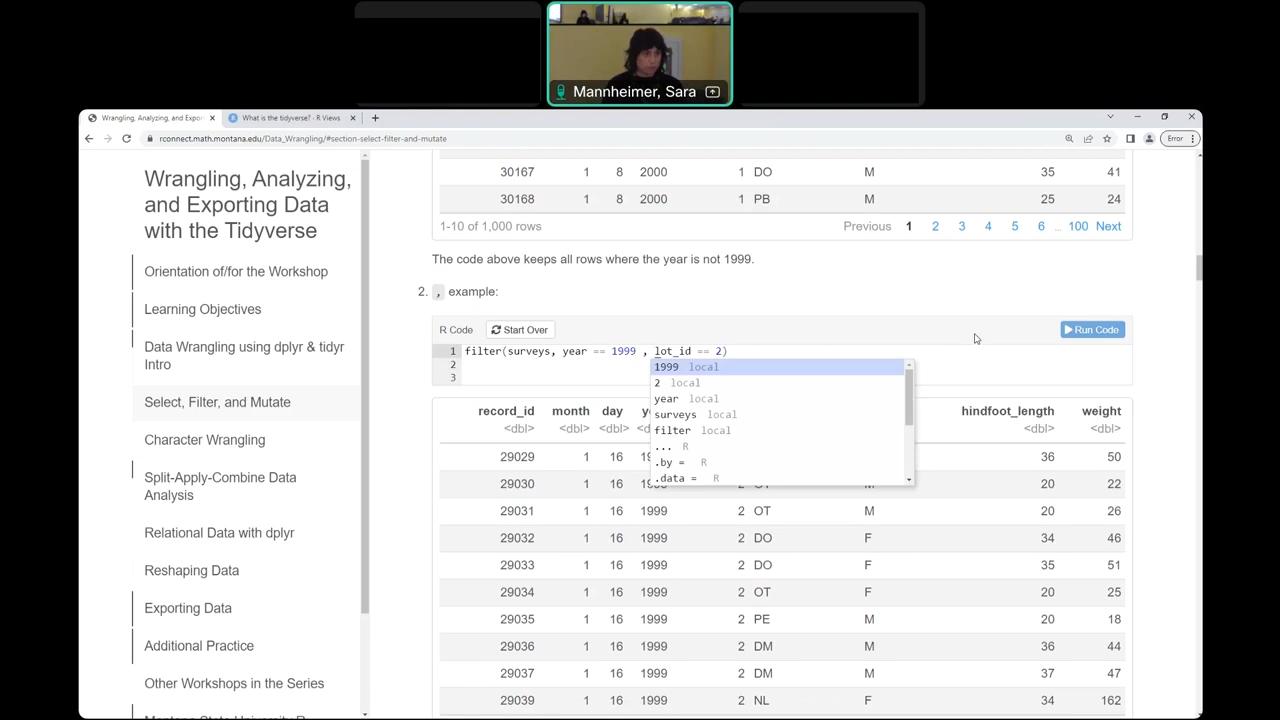 Mannheimer, Sara
Wrangling, Analyzing, and Expor
What is the tidyverse? · R Views
rconnect.math.montana.edu/Data_Wrangling/#section-select-filter-and-mutate
Error
Wrangling, Analyzing,
and Exporting Data
with the Tidyverse
Orientation of/for the Workshop
Learning Objectives
Data Wrangling using dplyr & tidyr
Intro
Select, Filter, and Mutate
Character Wrangling
Split-Apply-Combine Data
Analysis
Relational Data with dplyr
Reshaping Data
Exporting Data
Additional Practice
Other Workshops in the Series
Montana State University R
30167 1 8 2000 1 DO M 35 41
30168 1 8 2000 1 PB M 25 24
1-10 of 1,000 rows Previous 1 2 3 4 5 6 ... 100 Next
The code above keeps all rows where the year is not 1999.
2. , example:
R Code Start Over Run Code
1 filter(surveys, year == 1999 , lot_id == 2)
2
3
1999 local
2 local
year local
surveys local
filter local
... R
.by = R
.data = R
record_id month day hindfoot_length weight
<dbl> <dbl> <dbl> <dbl> <dbl>
29029 1 16 36 50
29030 1 16 20 22
29031 1 16 1999 2 OT M 20 26
29032 1 16 1999 2 DO F 34 46
29033 1 16 1999 2 DO F 35 51
29034 1 16 1999 2 OT F 20 25
29035 1 16 1999 2 PE M 20 18
29036 1 16 1999 2 DM M 36 44
29037 1 16 1999 2 DM M 37 47
29039 1 16 1999 2 NL F 34 162